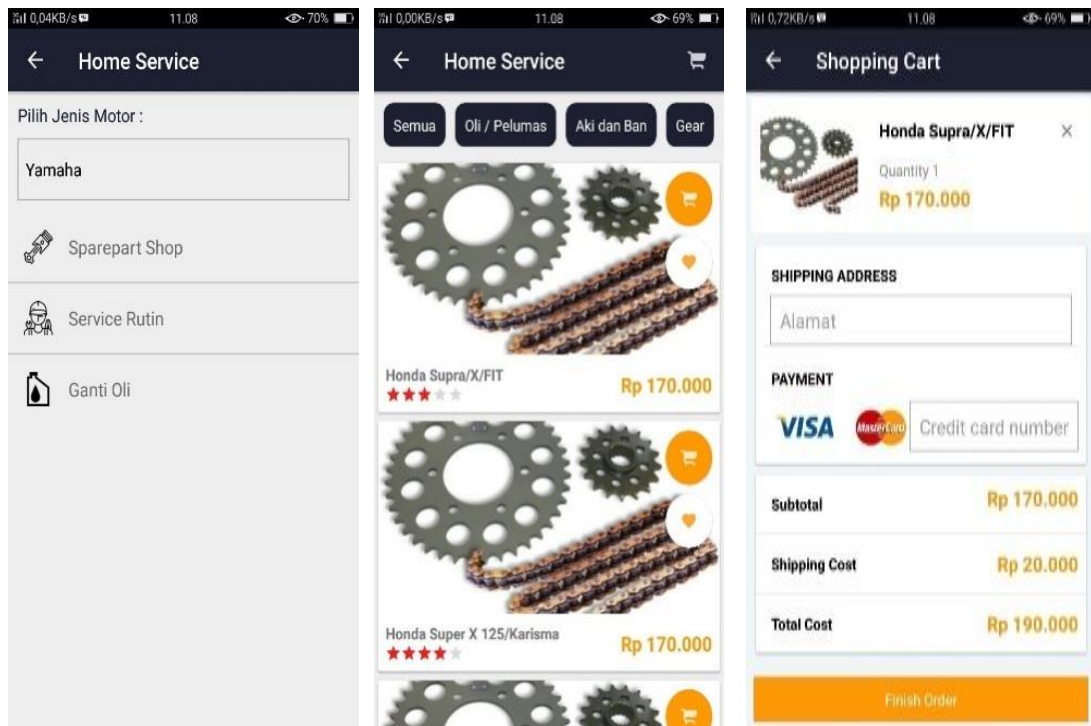 0,04KB/s 11.08 70%
← Home Service
Pilih Jenis Motor :
Yamaha
Sparepart Shop
Service Rutin
Ganti Oli
0,00KB/s 11.08 69%
← Home Service
Semua Oli / Pelumas Aki dan Ban Gear
Honda Supra/X/FIT
Rp 170.000
Honda Super X 125/Karisma
Rp 170.000
0,72KB/s 11.08 69%
← Shopping Cart
Honda Supra/X/FIT ×
Quantity 1
Rp 170.000
SHIPPING ADDRESS
Alamat
PAYMENT
VISA MasterCard Credit card number
Subtotal Rp 170.000
Shipping Cost Rp 20.000
Total Cost Rp 190.000
Finish Order